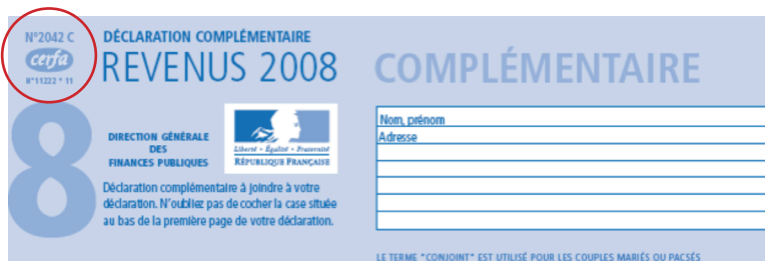 N°2042 C
cerfa
N°11222 * 11
DÉCLARATION COMPLÉMENTAIRE
REVENUS 2008
COMPLÉMENTAIRE
8
DIRECTION GÉNÉRALE
DES
FINANCES PUBLIQUES
Liberté • Égalité • Fraternité
RÉPUBLIQUE FRANÇAISE
Déclaration complémentaire à joindre à votre
déclaration. N'oubliez pas de cocher la case située
au bas de la première page de votre déclaration.
Nom, prénom
Adresse
LE TERME "CONJOINT" EST UTILISÉ POUR LES COUPLES MARIÉS OU PACSÉS